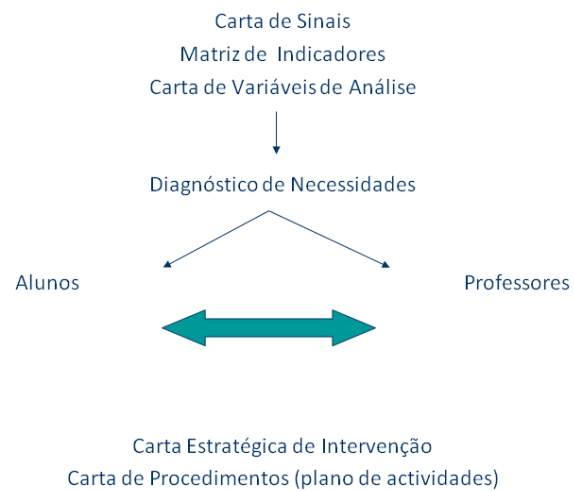 Carta de Sinais
Matriz de Indicadores
Carta de Variáveis de Análise
Diagnóstico de Necessidades
Alunos
Professores
Carta Estratégica de Intervenção
Carta de Procedimentos (plano de actividades)